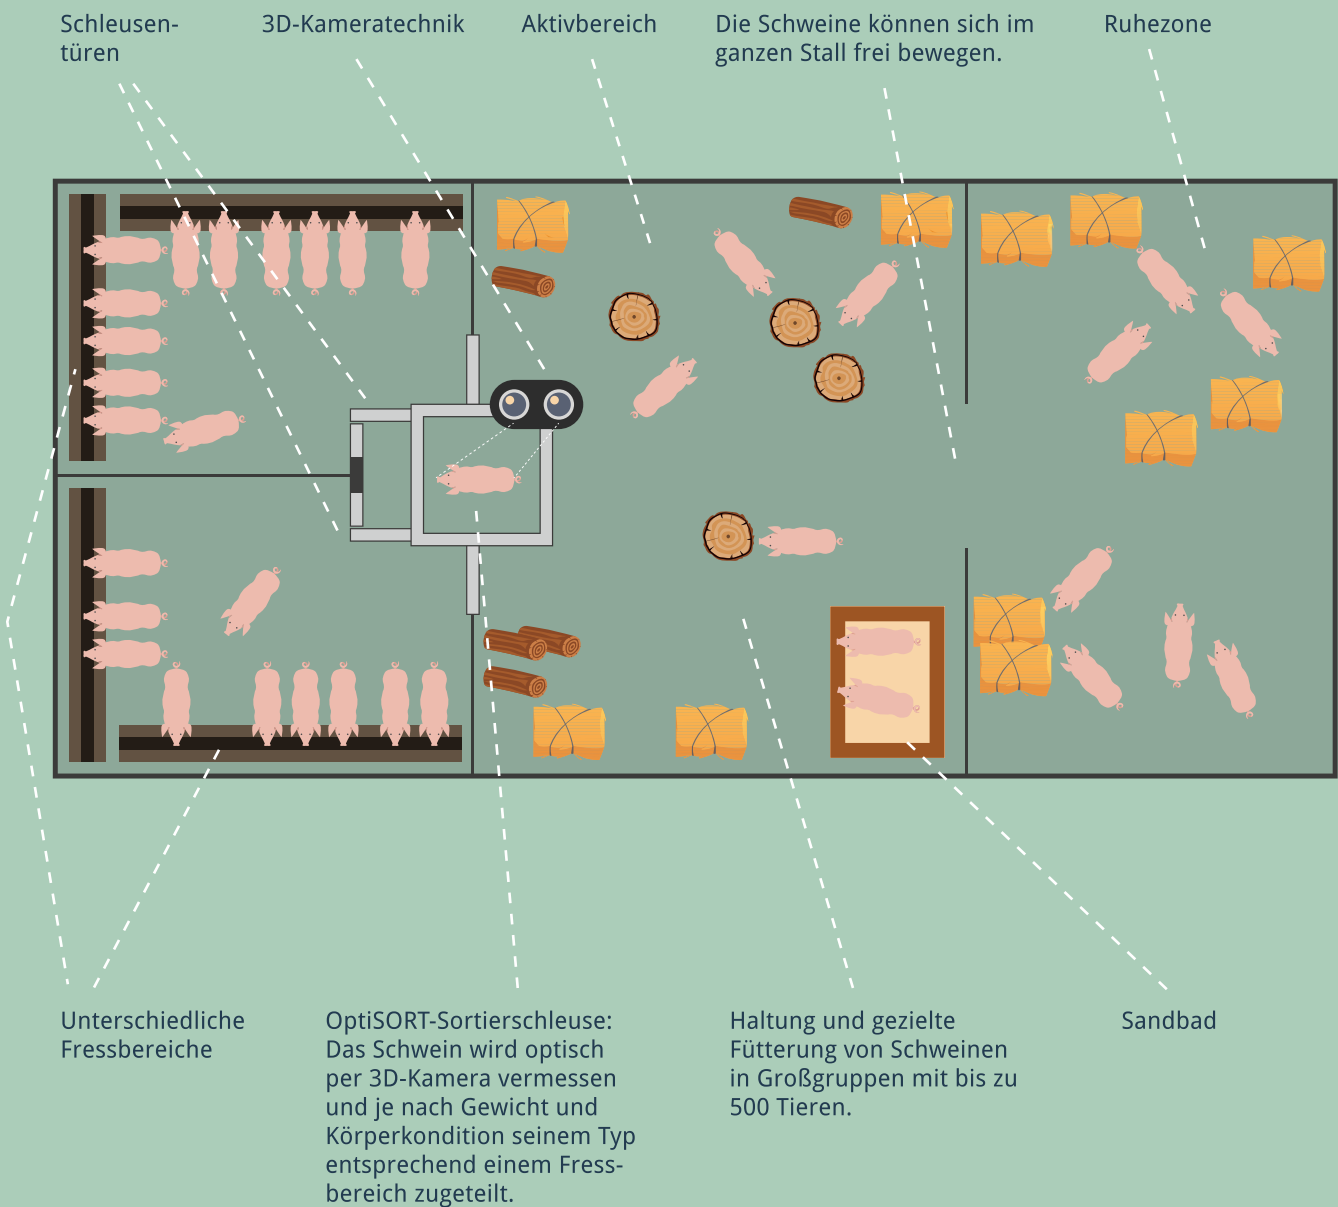 Schleusen-
türen
3D-Kameratechnik
Aktivbereich
Die Schweine können sich im
ganzen Stall frei bewegen.
Ruhezone
Unterschiedliche
Fressbereiche
OptiSORT-Sortierschleuse:
Das Schwein wird optisch
per 3D-Kamera vermessen
und je nach Gewicht und
Körperkondition seinem Typ
entsprechend einem Fress-
bereich zugeteilt.
Haltung und gezielte
Fütterung von Schweinen
in Großgruppen mit bis zu
500 Tieren.
Sandbad